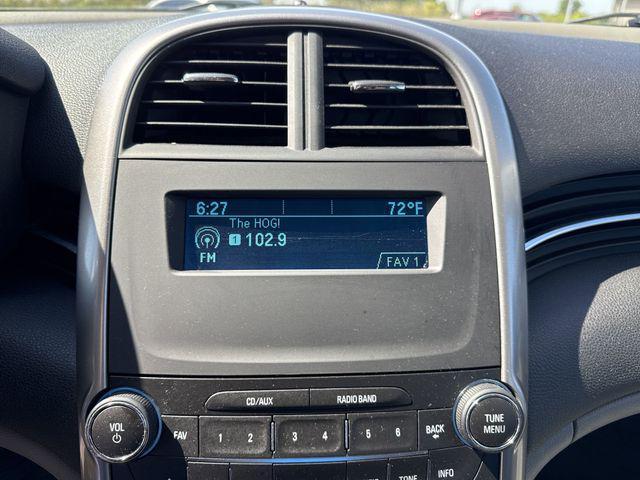 6:27 72°F
The HOG!
1 102.9
FM
FAV 1
CD/AUX RADIO BAND
VOL
FAV 1 2 3 4 5 6 BACK
TUNE
MENU
TONE INFO